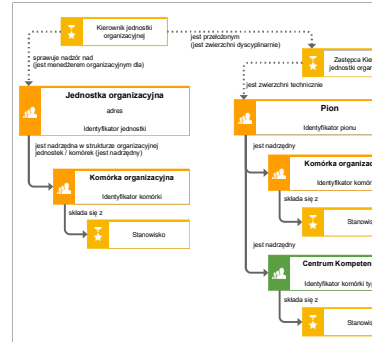 Kierownik jednostki
organizacyjnej
jest przełożonym
(jest zwierzchni dyscyplinarnie)
sprawuje nadzór nad
(jest menedżerem organizacyjnym dla)
Zastępca Kie
jednostki organ
jest zwierzchni technicznie
Jednostka organizacyjna
adres
Identyfikator jednostki
Pion
Identyfikator pionu
jest nadrzędna w strukturze organizacyjnej
jednostek / komórek (jest nadrzędny)
jest nadrzędny
Komórka organizacyjna
Identyfikator komórki
Komórka organizac
Identyfikator komór
składa się z
Stanowisko
składa się z
Stanowis
jest nadrzędny
Centrum Kompeten
Identyfikator komórki ty
składa się z
Stanowis